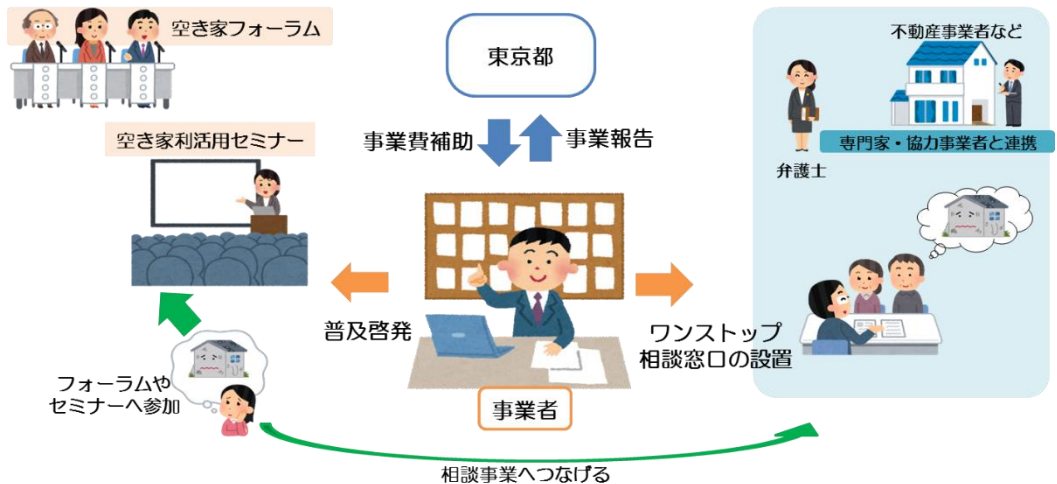 空き家フォーラム
東京都
不動産事業者など
空き家利活用セミナー
事業費補助
事業報告
専門家・協力事業者と連携
弁護士
普及啓発
ワンストップ
相談窓口の設置
フォーラムや
セミナーへ参加
事業者
相談事業へつなげる